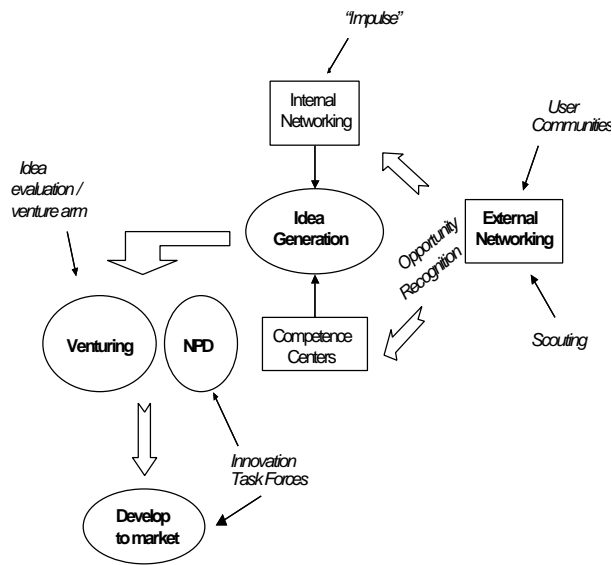 “Impulse”
Internal
Networking
User
Communities
Idea
evaluation /
venture arm
Idea
Generation
Opportunity
Recognition
External
Networking
Venturing
NPD
Competence
Centers
Scouting
Innovation
Task Forces
Develop
to market